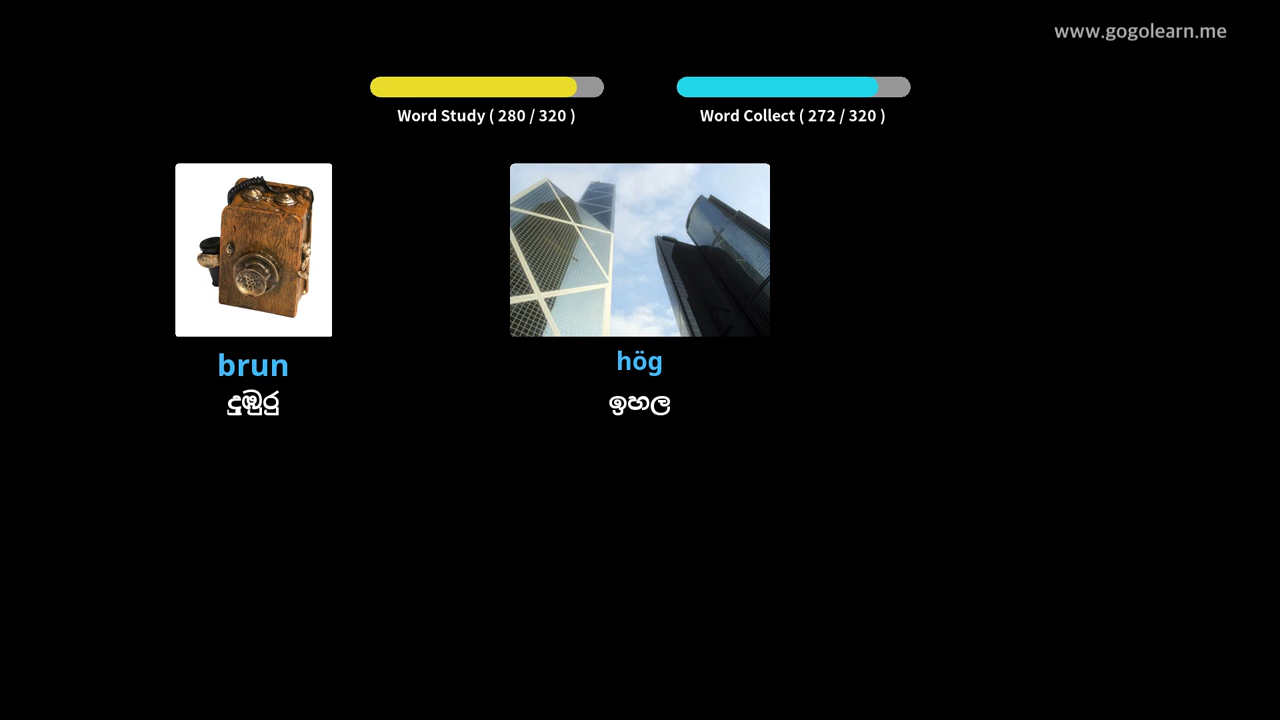 www.gogolearn.me
Word Study ( 280 / 320 )
Word Collect ( 272 / 320 )
brun
දුඹුරු
hög
ඉහල